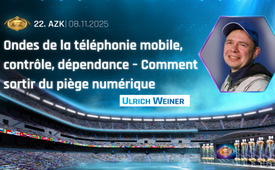 22. AZK | 08.11.2025
Ondes de la téléphonie mobile,
contrôle, dépendance – Comment
sortir du piège numérique
ULRICH WEINER